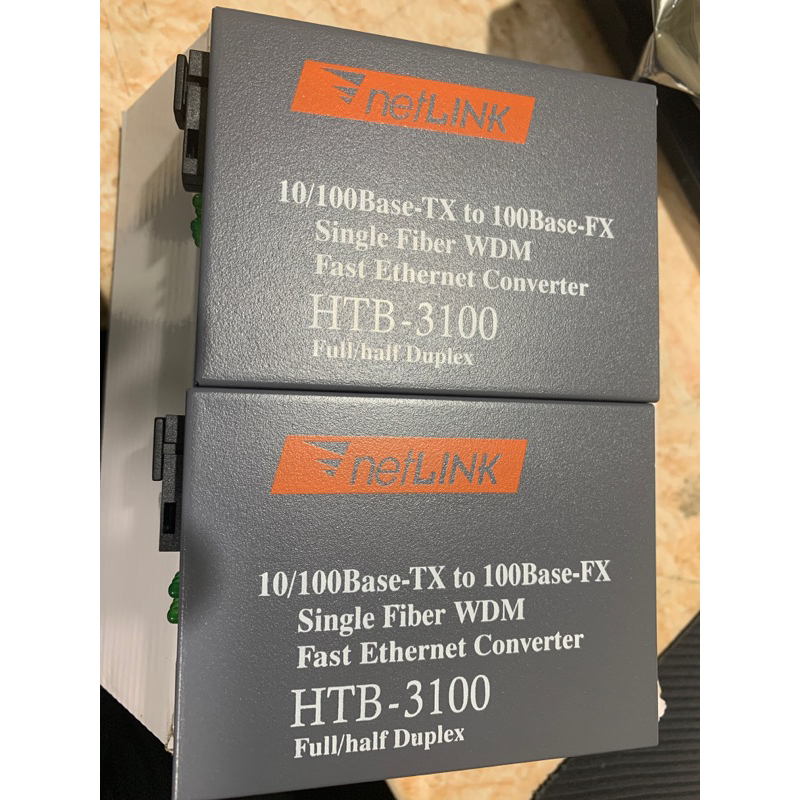 netLINK
10/100Base-TX to 100Base-FX
Single Fiber WDM
Fast Ethernet Converter
HTB-3100
Full/half Duplex
netLINK
10/100Base-TX to 100Base-FX
Single Fiber WDM
Fast Ethernet Converter
HTB-3100
Full/half Duplex